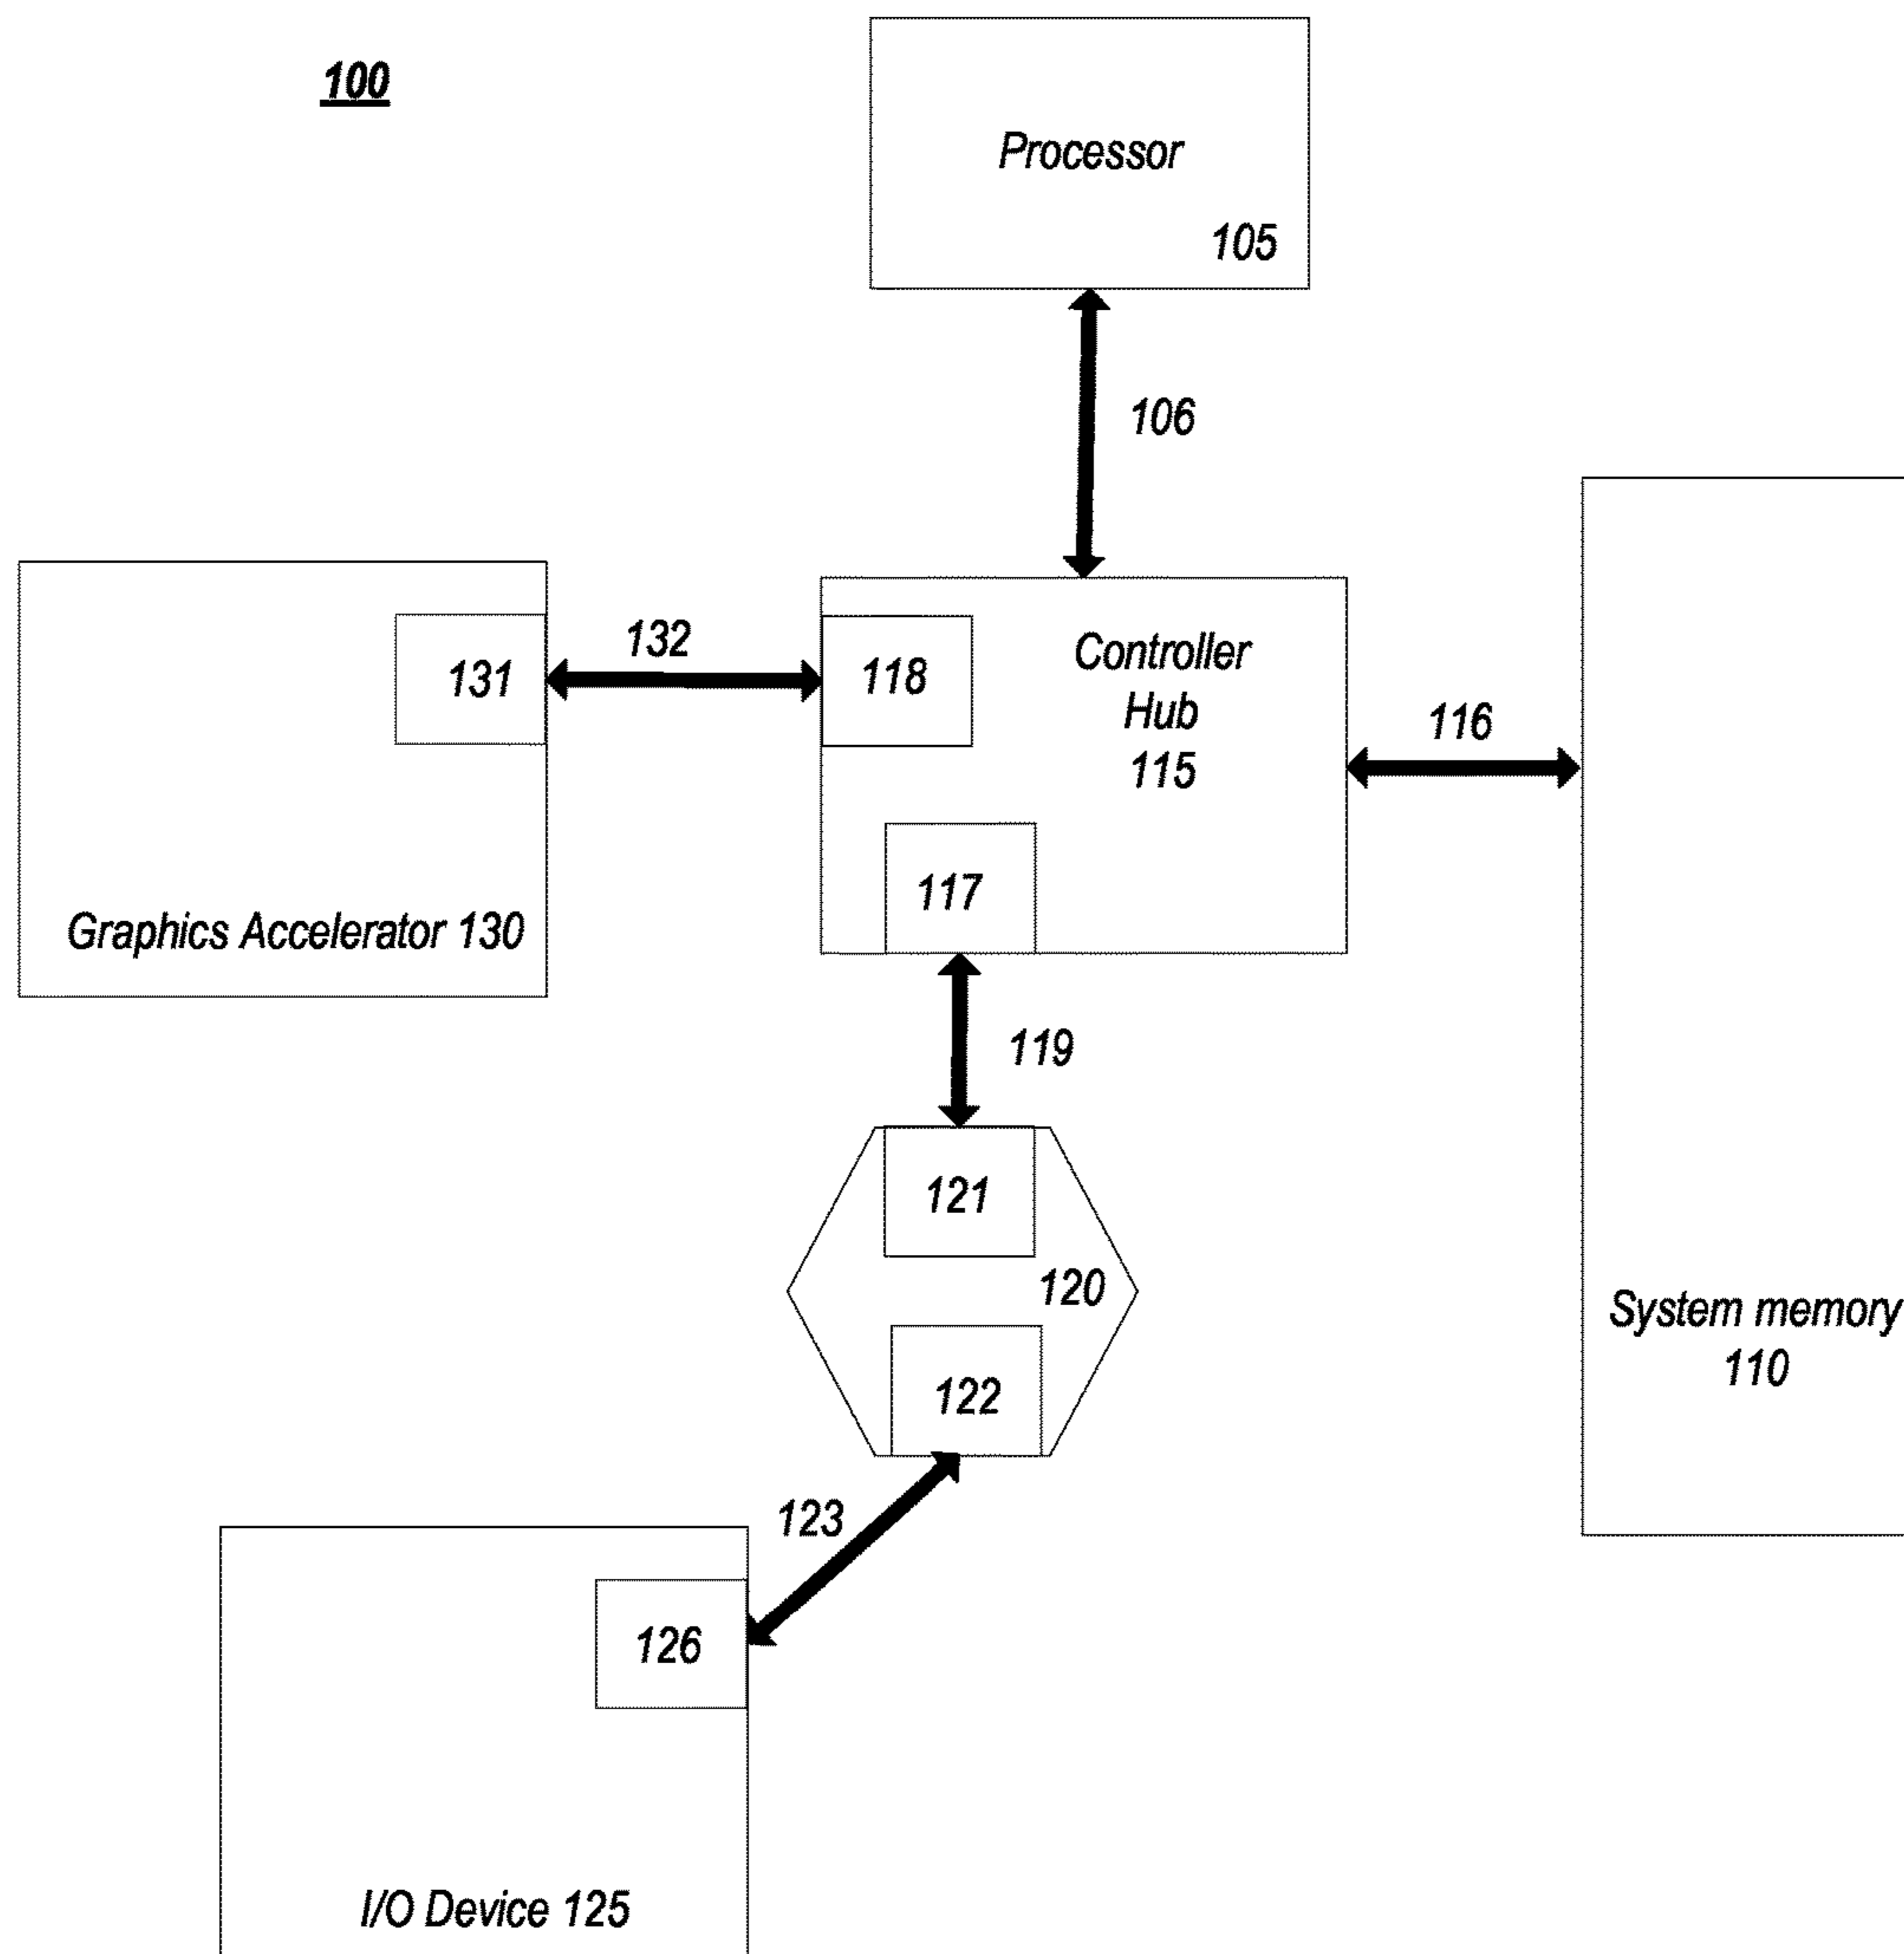 100
Processor
105
106
132
131
118
Controller
Hub
115
116
117
Graphics Accelerator 130
119
121
120
System memory
110
122
123
126
I/O Device 125